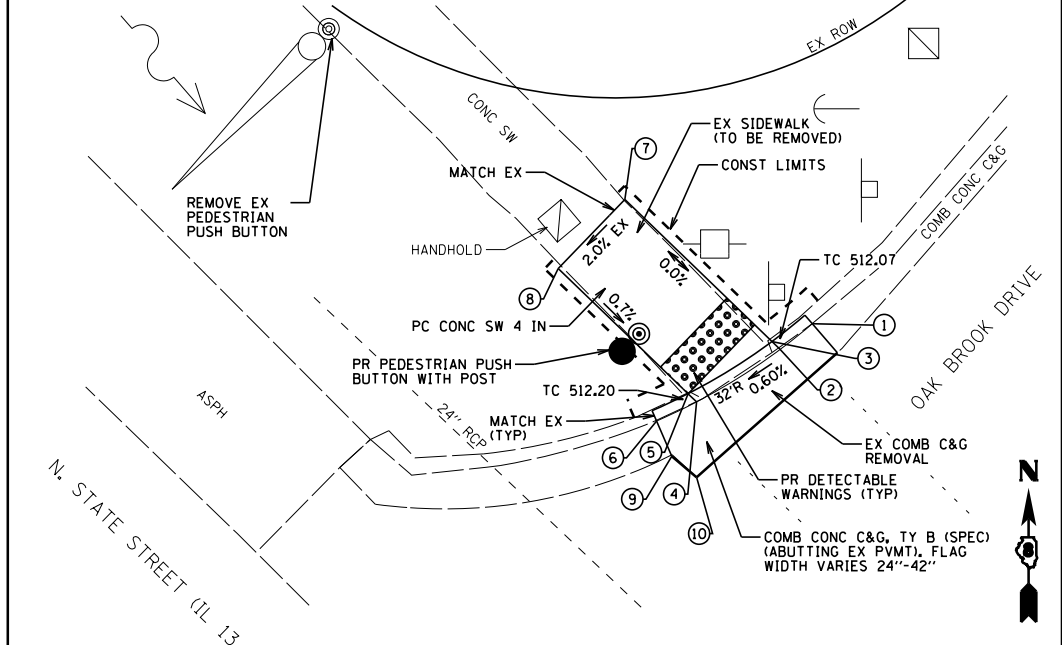 EX ROW
CONC SW
EX SIDEWALK
(TO BE REMOVED)
7
CONST LIMITS
MATCH EX
COMB CONC C&G
REMOVE EX
PEDESTRIAN
PUSH BUTTON
HANDHOLD
2.0% EX
0.0%
TC 512.07
8
0.7%
PC CONC SW 4 IN
1
3
PR PEDESTRIAN PUSH
BUTTON WITH POST
OAK BROOK DRIVE
2
TC 512.20
32'R
0.60%
ASPH
24" RCP
MATCH EX
(TYP)
EX COMB C&G
REMOVAL
6
5
PR DETECTABLE
WARNINGS (TYP)
9
4
N
10
COMB CONC C&G, TY B (SPEC)
(ABUTTING EX PVMT). FLAG
WIDTH VARIES 24"-42"
8
N. STATE STREET (IL 13